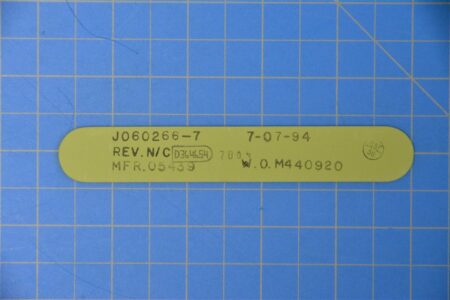 J060266-7 7-07-94
REV. N/C D364654
MFR. 05439 W.O. M440920